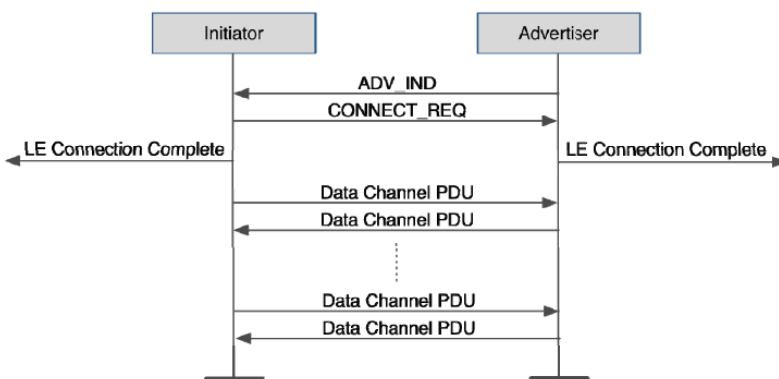 Initiator
Advertiser
ADV_IND
CONNECT_REQ
LE Connection Complete
LE Connection Complete
Data Channel PDU
Data Channel PDU
Data Channel PDU
Data Channel PDU